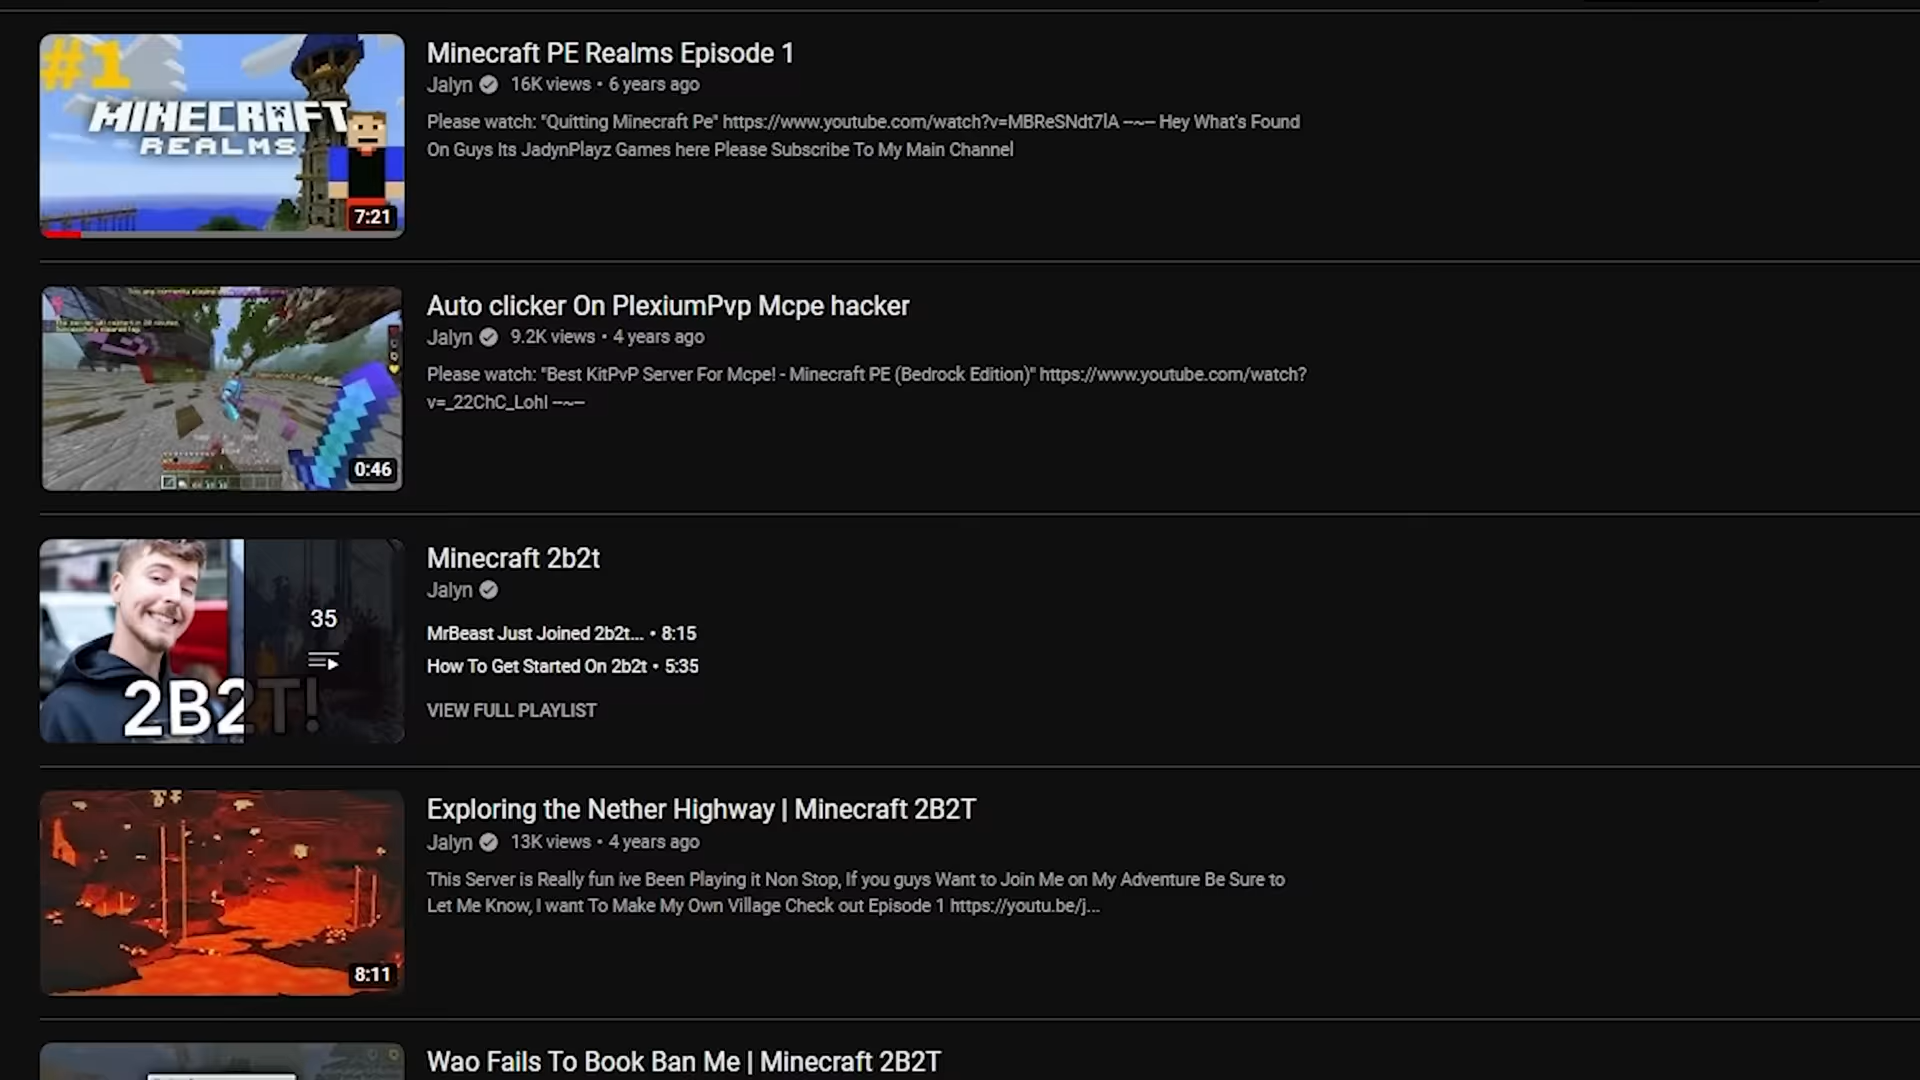 #1
MINECRAFT
REALMS
7:21
Minecraft PE Realms Episode 1
Jalyn 16K views • 6 years ago
Please watch: "Quitting Minecraft Pe" https://www.youtube.com/watch?v=MBReSNdt7lA --~-- Hey What's Found
On Guys Its JadynPlayz Games here Please Subscribe To My Main Channel
0:46
Auto clicker On PlexiumPvp Mcpe hacker
Jalyn 9.2K views • 4 years ago
Please watch: "Best KitPvP Server For Mcpe! - Minecraft PE (Bedrock Edition)" https://www.youtube.com/watch?
v=_22ChC_LohI --~--
35
2B2T!
Minecraft 2b2t
Jalyn
MrBeast Just Joined 2b2t... • 8:15
How To Get Started On 2b2t • 5:35
VIEW FULL PLAYLIST
8:11
Exploring the Nether Highway | Minecraft 2B2T
Jalyn 13K views • 4 years ago
This Server is Really fun ive Been Playing it Non Stop, If you guys Want to Join Me on My Adventure Be Sure to
Let Me Know, I want To Make My Own Village Check out Episode 1 https://youtu.be/j...
Wao Fails To Book Ban Me | Minecraft 2B2T